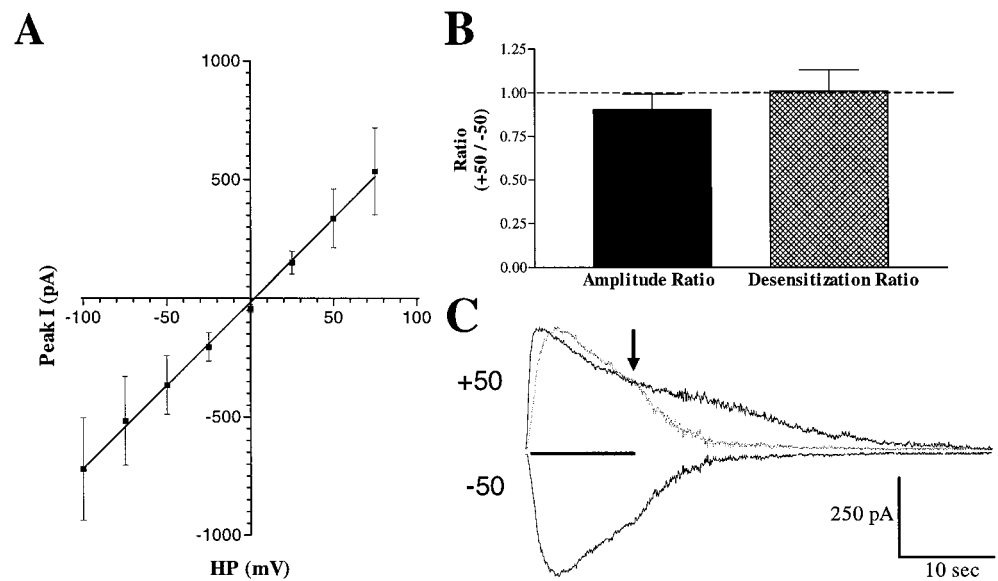 A
1000
500
-500
-1000
-100
-50
50
100
Peak I (pA)
HP (mV)
B
1.25
1.00
0.75
0.50
0.25
0.00
Ratio
(+50 / -50)
Amplitude Ratio
Desensitization Ratio
C
+50
-50
250 pA
10 sec